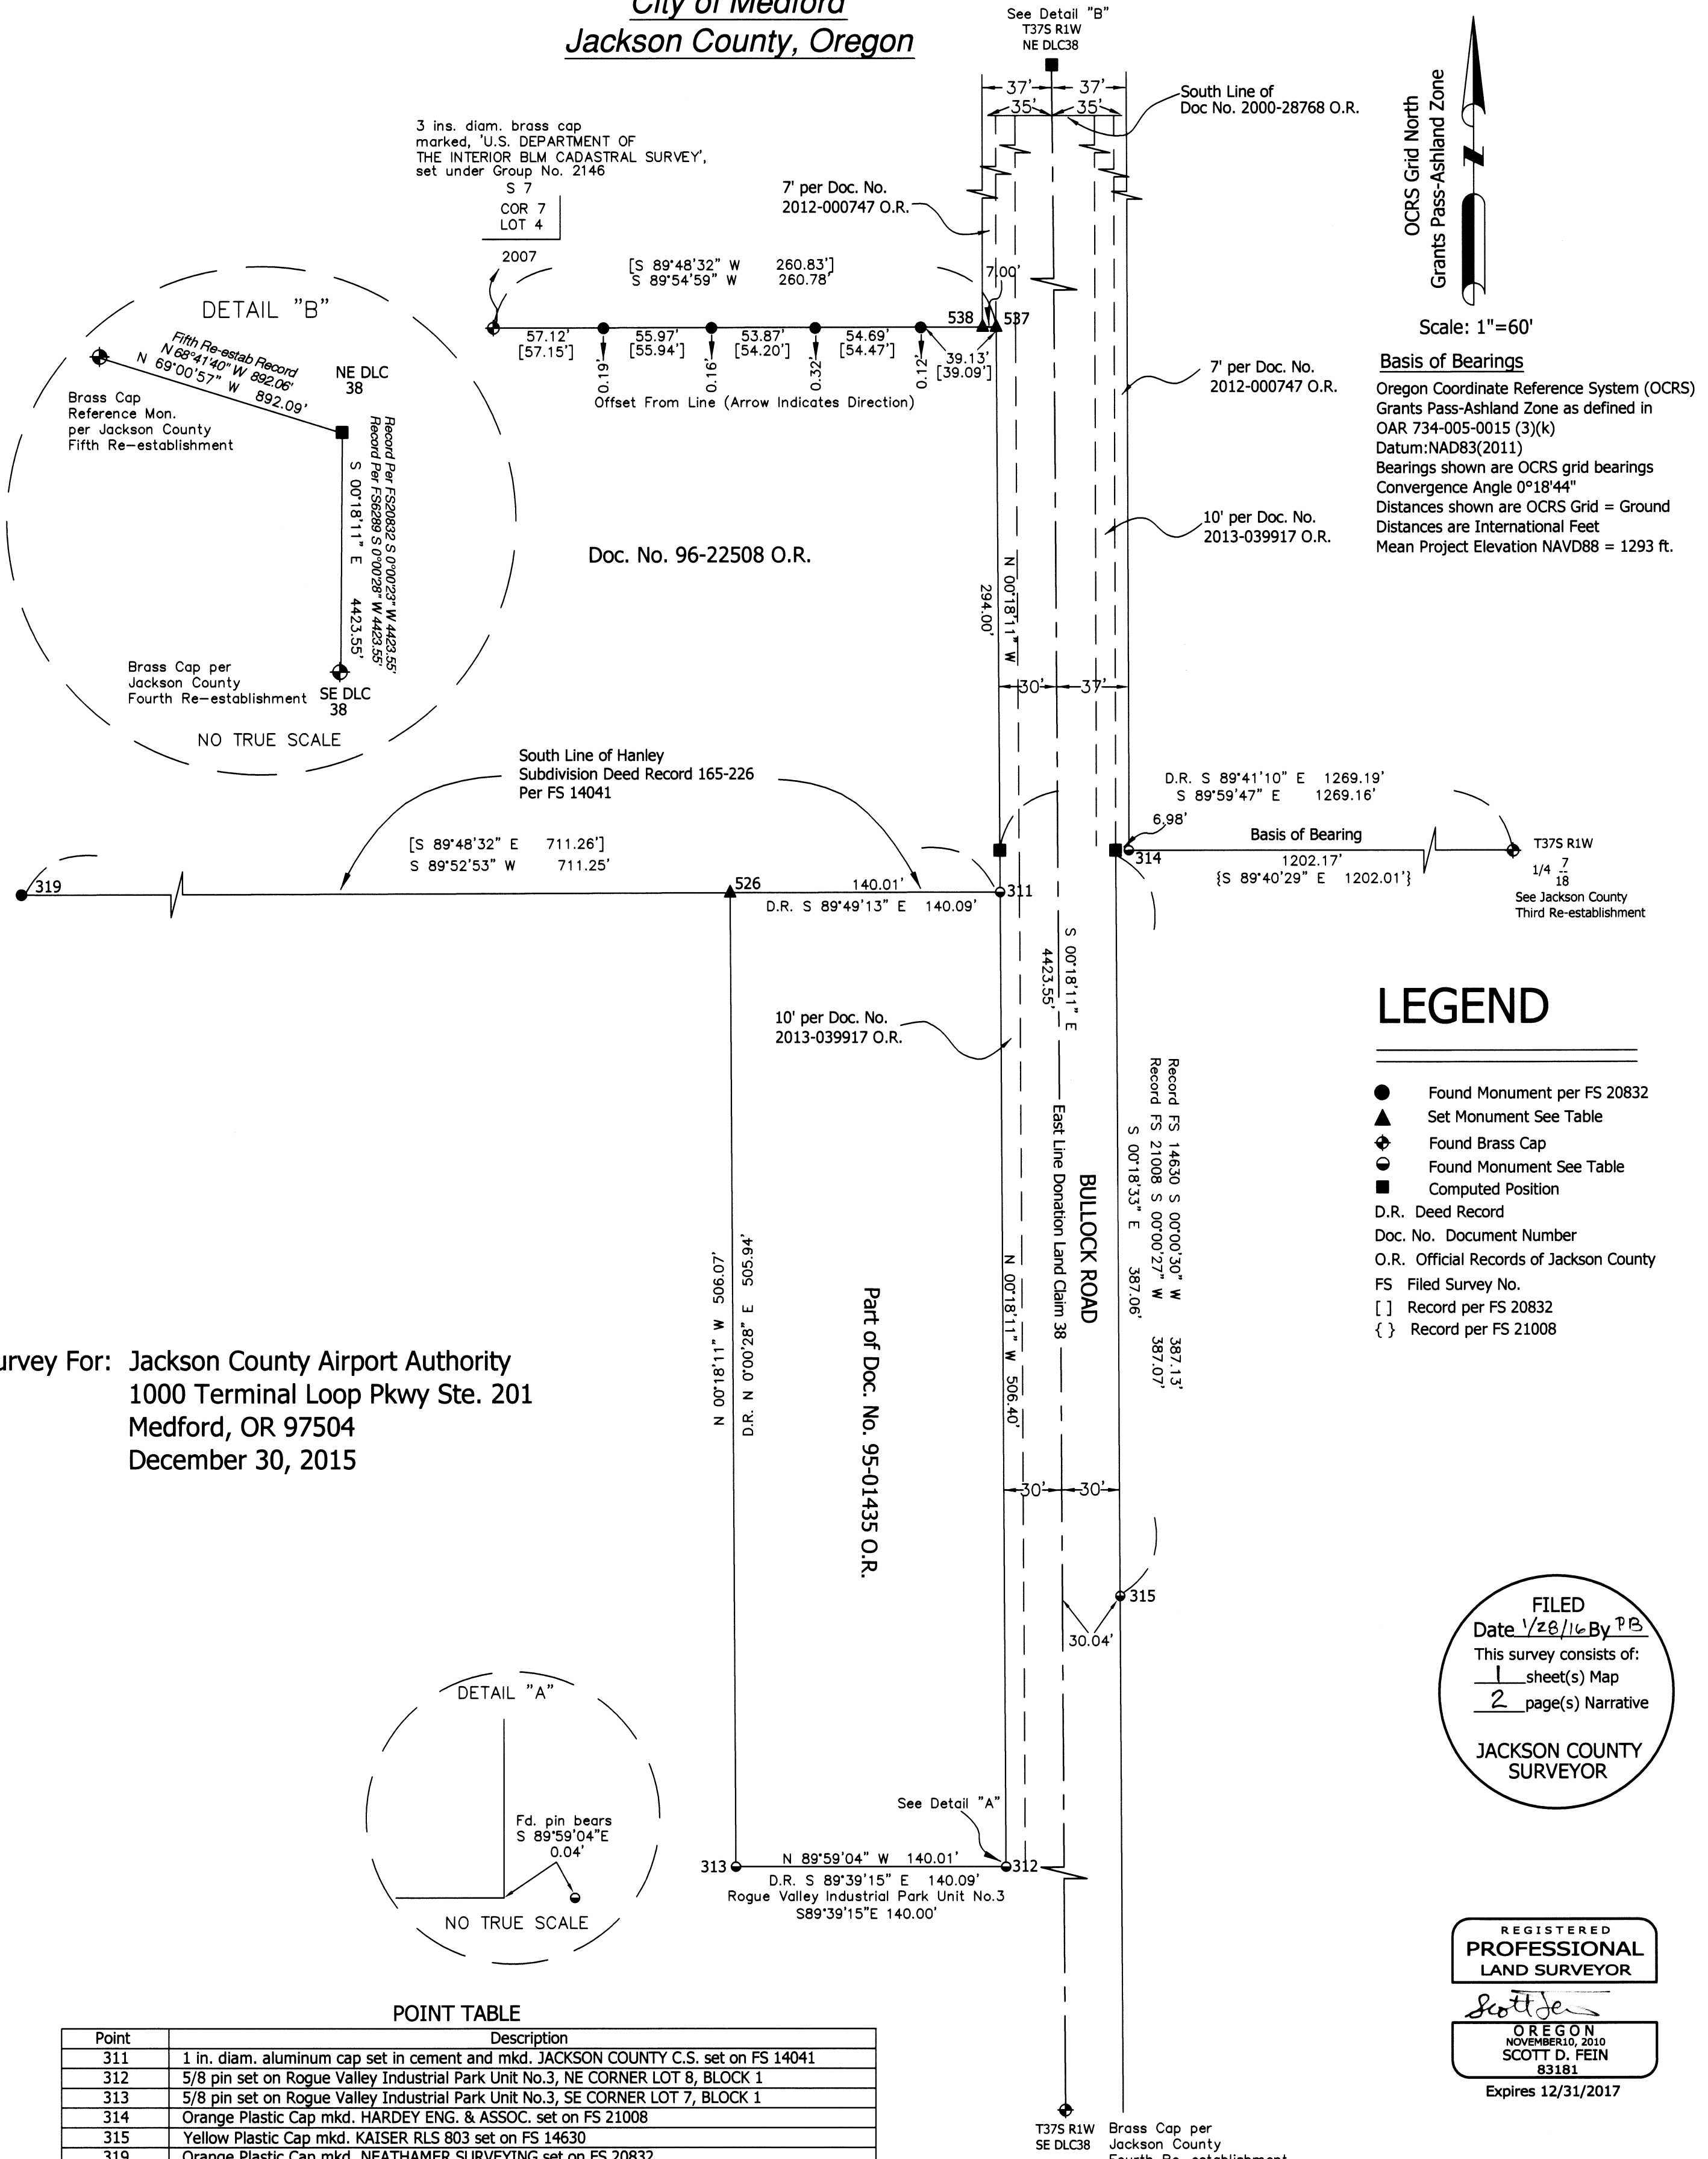 City of Medford
Jackson County, Oregon
See Detail "B"
T37S R1W
NE DLC38
37' 37'
35' 35'
South Line of
Doc No. 2000-28768 O.R.
OCRS Grid North
Grants Pass-Ashland Zone
N
Scale: 1"=60'
3 ins. diam. brass cap
marked, 'U.S. DEPARTMENT OF
THE INTERIOR BLM CADASTRAL SURVEY',
set under Group No. 2146
S 7
COR 7
LOT 4
2007
7' per Doc. No.
2012-000747 O.R.
[S 89°48'32" W 260.83']
S 89°54'59" W 260.78'
7.00'
538 537
57.12' 55.97' 53.87' 54.69' 39.13'
[57.15'] [55.94'] [54.20'] [54.47'] [39.09']
0.19' 0.16' 0.32' 0.12'
Offset From Line (Arrow Indicates Direction)
DETAIL "B"
Fifth Re-estab Record
N 68°41'40" W 892.06'
N 69°00'57" W 892.09'
NE DLC
38
Brass Cap
Reference Mon.
per Jackson County
Fifth Re-establishment
Record Per FS20832 S 0°00'23" W 4423.55'
Record Per FS6289 S 0°00'28" W 4423.55'
S 00°18'11" E 4423.55'
Brass Cap per
Jackson County
Fourth Re-establishment
SE DLC
38
NO TRUE SCALE
7' per Doc. No.
2012-000747 O.R.
Basis of Bearings
Oregon Coordinate Reference System (OCRS)
Grants Pass-Ashland Zone as defined in
OAR 734-005-0015 (3)(k)
Datum:NAD83(2011)
Bearings shown are OCRS grid bearings
Convergence Angle 0°18'44"
Distances shown are OCRS Grid = Ground
Distances are International Feet
Mean Project Elevation NAVD88 = 1293 ft.
10' per Doc. No.
2013-039917 O.R.
Doc. No. 96-22508 O.R.
N 00°18'11" W
294.00'
30' 37'
South Line of Hanley
Subdivision Deed Record 165-226
Per FS 14041
[S 89°48'32" E 711.26']
S 89°52'53" W 711.25'
319
526
140.01'
D.R. S 89°49'13" E 140.09'
311
D.R. S 89°41'10" E 1269.19'
S 89°59'47" E 1269.16'
6.98'
Basis of Bearing
314
1202.17'
{S 89°40'29" E 1202.01'}
T37S R1W
1/4 7
18
See Jackson County
Third Re-establishment
S 00°18'11" E
4423.55'
10' per Doc. No.
2013-039917 O.R.
East Line Donation Land Claim 38
BULLOCK ROAD
Record FS 14630 S 00°00'30" W 387.13'
Record FS 21008 S 00°00'27" W 387.07'
S 00°18'33" E 387.06'
N 00°18'11" W 506.40'
N 00°18'11" W 506.07'
D.R. N 0°00'28" E 505.94'
Part of Doc. No. 95-01435 O.R.
30' 30'
315
30.04'
LEGEND
Found Monument per FS 20832
Set Monument See Table
Found Brass Cap
Found Monument See Table
Computed Position
D.R. Deed Record
Doc. No. Document Number
O.R. Official Records of Jackson County
FS Filed Survey No.
[ ] Record per FS 20832
{ } Record per FS 21008
urvey For: Jackson County Airport Authority
1000 Terminal Loop Pkwy Ste. 201
Medford, OR 97504
December 30, 2015
FILED
Date 1/28/16 By PB
This survey consists of:
1 sheet(s) Map
2 page(s) Narrative
JACKSON COUNTY
SURVEYOR
DETAIL "A"
Fd. pin bears
S 89°59'04"E
0.04'
NO TRUE SCALE
See Detail "A"
313
N 89°59'04" W 140.01'
312
D.R. S 89°39'15" E 140.09'
Rogue Valley Industrial Park Unit No.3
S89°39'15"E 140.00'
REGISTERED
PROFESSIONAL
LAND SURVEYOR
OREGON
NOVEMBER10, 2010
SCOTT D. FEIN
83181
Expires 12/31/2017
POINT TABLE
Point Description
311 1 in. diam. aluminum cap set in cement and mkd. JACKSON COUNTY C.S. set on FS 14041
312 5/8 pin set on Rogue Valley Industrial Park Unit No.3, NE CORNER LOT 8, BLOCK 1
313 5/8 pin set on Rogue Valley Industrial Park Unit No.3, SE CORNER LOT 7, BLOCK 1
314 Orange Plastic Cap mkd. HARDEY ENG. & ASSOC. set on FS 21008
315 Yellow Plastic Cap mkd. KAISER RLS 803 set on FS 14630
319 Orange Plastic Cap mkd. NEATHAMER SURVEYING set on FS 20832
T37S R1W
SE DLC38
Brass Cap per
Jackson County
Fourth Re-establishment